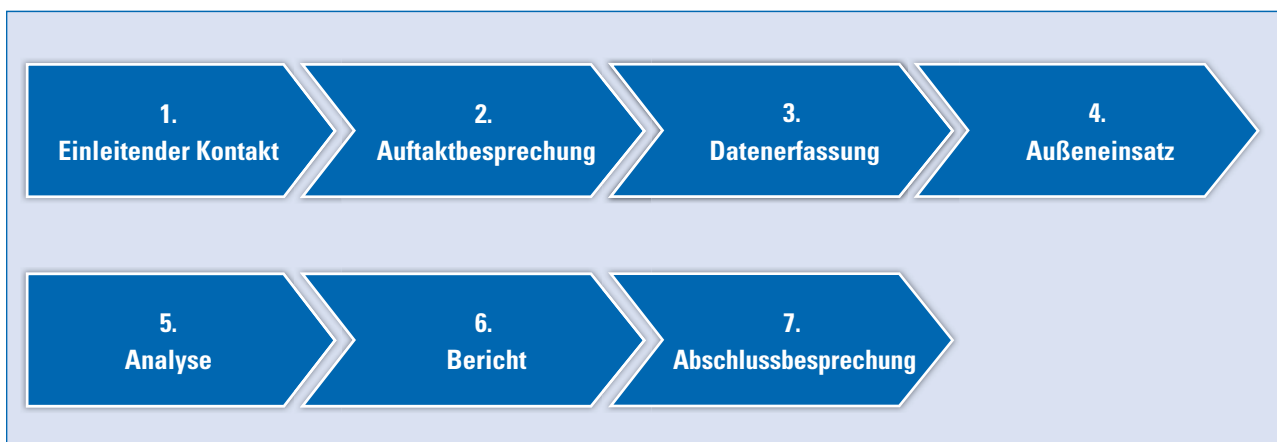 1.
Einleitender Kontakt
2.
Auftaktbesprechung
3.
Datenerfassung
4.
Außeneinsatz
5.
Analyse
6.
Bericht
7.
Abschlussbesprechung